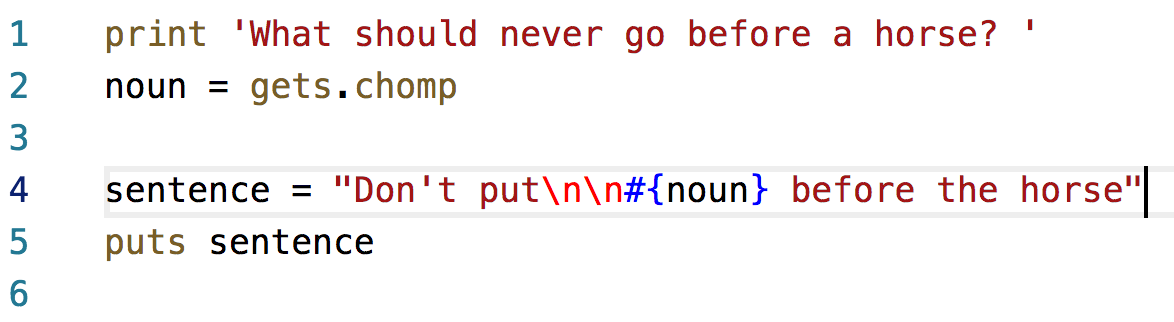 1 print 'What should never go before a horse? '
2 noun = gets.chomp
3
4 sentence = "Don't put\n\n#{noun} before the horse"
5 puts sentence
6